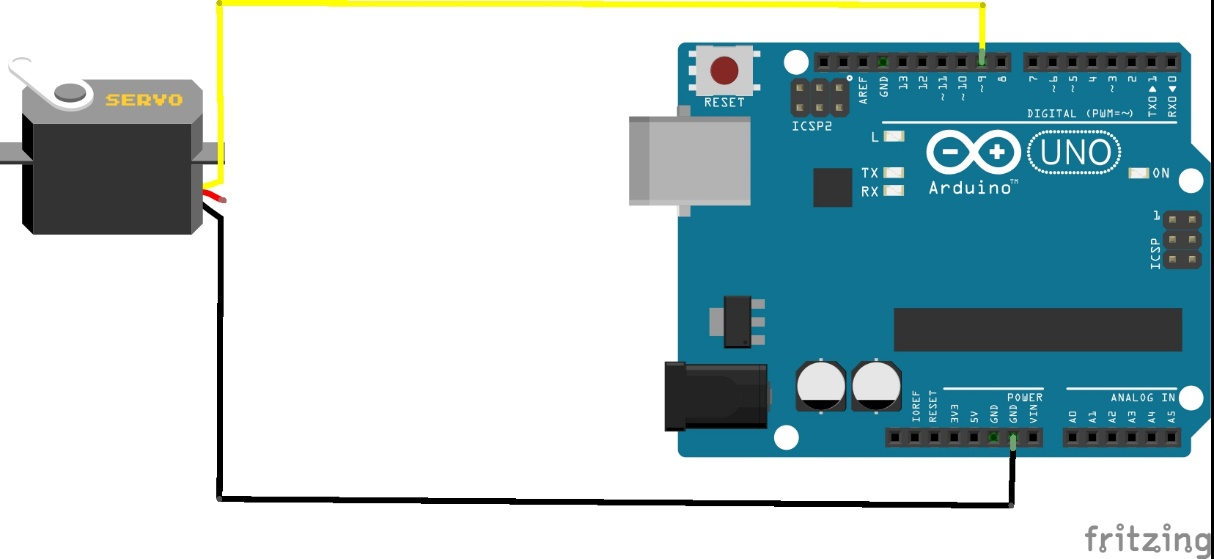 SERVO
RESET
ICSP2
AREF
GND
13
12
~11
~10
~9
8
7
~6
~5
4
~3
2
TX0▶1
RX0◀0
DIGITAL (PWM=~)
L
TX
RX
Arduino™
UNO
ON
1
ICSP
POWER
ANALOG IN
IOREF
RESET
3V3
5V
GND
GND
VIN
A0
A1
A2
A3
A4
A5
fritzing